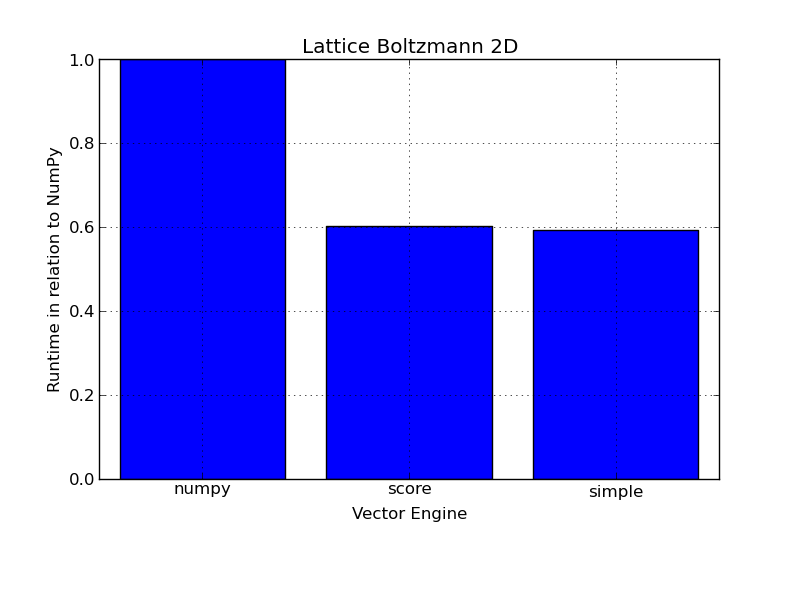 Lattice Boltzmann 2D
Runtime in relation to NumPy
1.0
0.8
0.6
0.4
0.2
0.0
numpy score simple
Vector Engine